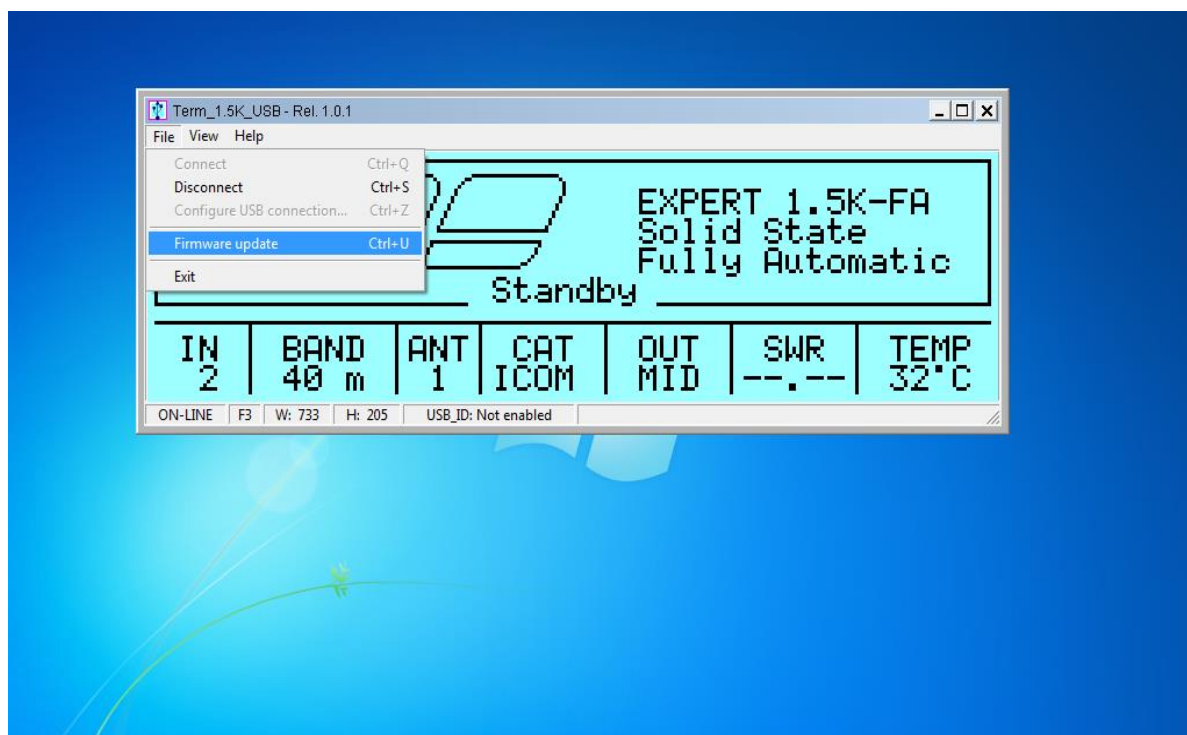 Term_1.5K_USB - Rel. 1.0.1
File View Help
Connect Ctrl+Q
Disconnect Ctrl+S
Configure USB connection... Ctrl+Z
Firmware update Ctrl+U
Exit
EXPERT 1.5K-FA
Solid State
Fully Automatic
Standby
IN BAND ANT CAT OUT SWR TEMP
2 40 m 1 ICOM MID --.-- 32°C
ON-LINE F3 W: 733 H: 205 USB_ID: Not enabled